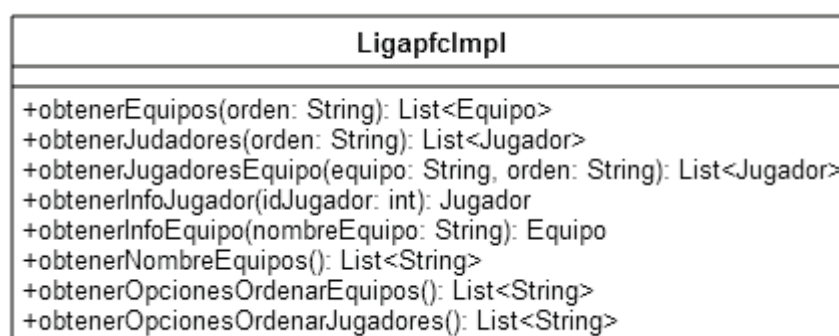 LigapfcImpl
+obtenerEquipos(orden: String): List<Equipo>
+obtenerJudadores(orden: String): List<Jugador>
+obtenerJugadoresEquipo(equipo: String, orden: String): List<Jugador>
+obtenerInfoJugador(idJugador: int): Jugador
+obtenerInfoEquipo(nombreEquipo: String): Equipo
+obtenerNombreEquipos(): List<String>
+obtenerOpcionesOrdenarEquipos(): List<String>
+obtenerOpcionesOrdenarJugadores(): List<String>